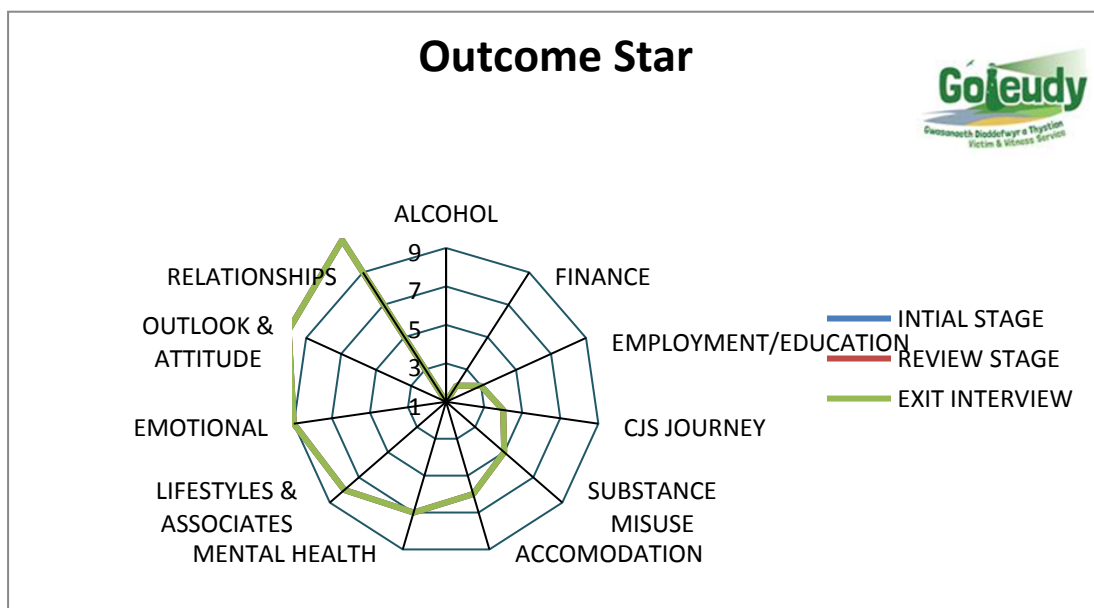 Outcome Star
Goleudy
Gwasanaeth Dioddefwyr a Thystion
Victim & Witness Service
ALCOHOL
9
7
5
3
1
FINANCE
EMPLOYMENT/EDUCATION
CJS JOURNEY
SUBSTANCE
MISUSE
ACCOMODATION
MENTAL HEALTH
LIFESTYLES &
ASSOCIATES
EMOTIONAL
OUTLOOK &
ATTITUDE
RELATIONSHIPS
INTIAL STAGE
REVIEW STAGE
EXIT INTERVIEW